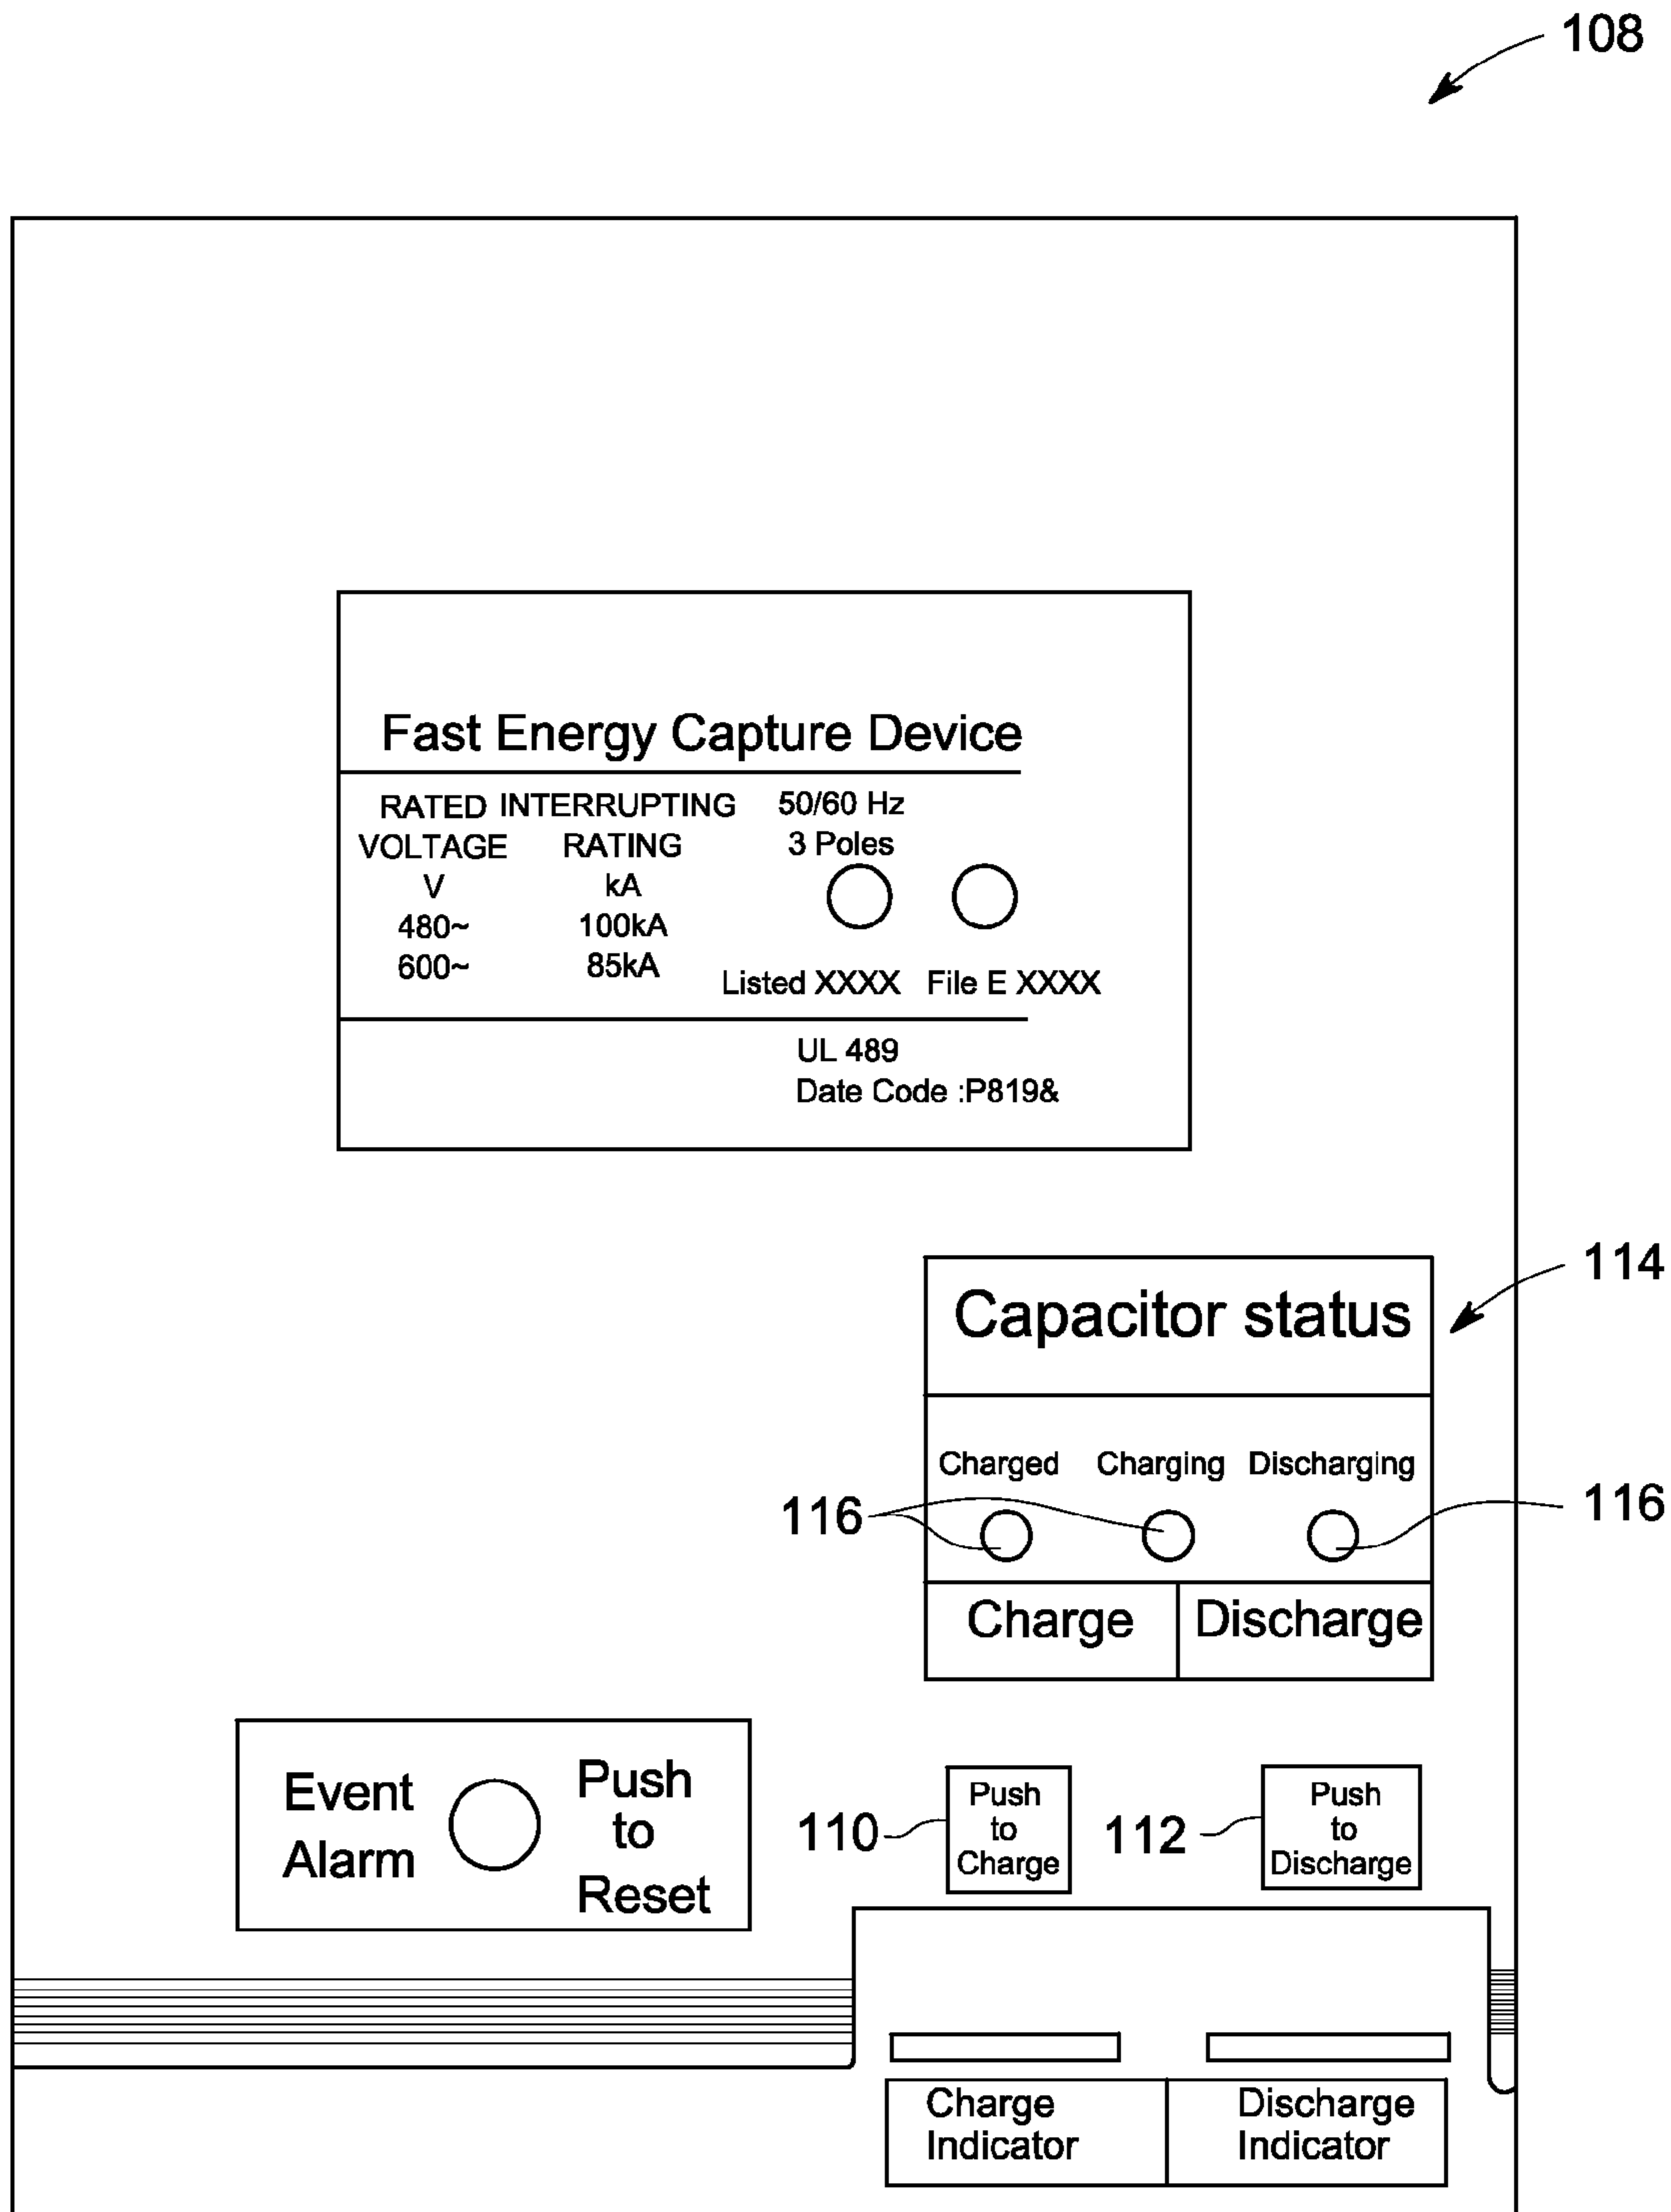 108
Fast Energy Capture Device
RATED INTERRUPTING 50/60 Hz
VOLTAGE RATING 3 Poles
V kA
480~ 100kA
600~ 85kA
Listed XXXX File E XXXX
UL 489
Date Code :P819&
114
Capacitor status
Charged Charging Discharging
116 116
Charge Discharge
Event
Alarm
Push
to
Reset
110
Push
to
Charge
112
Push
to
Discharge
Charge
Indicator
Discharge
Indicator